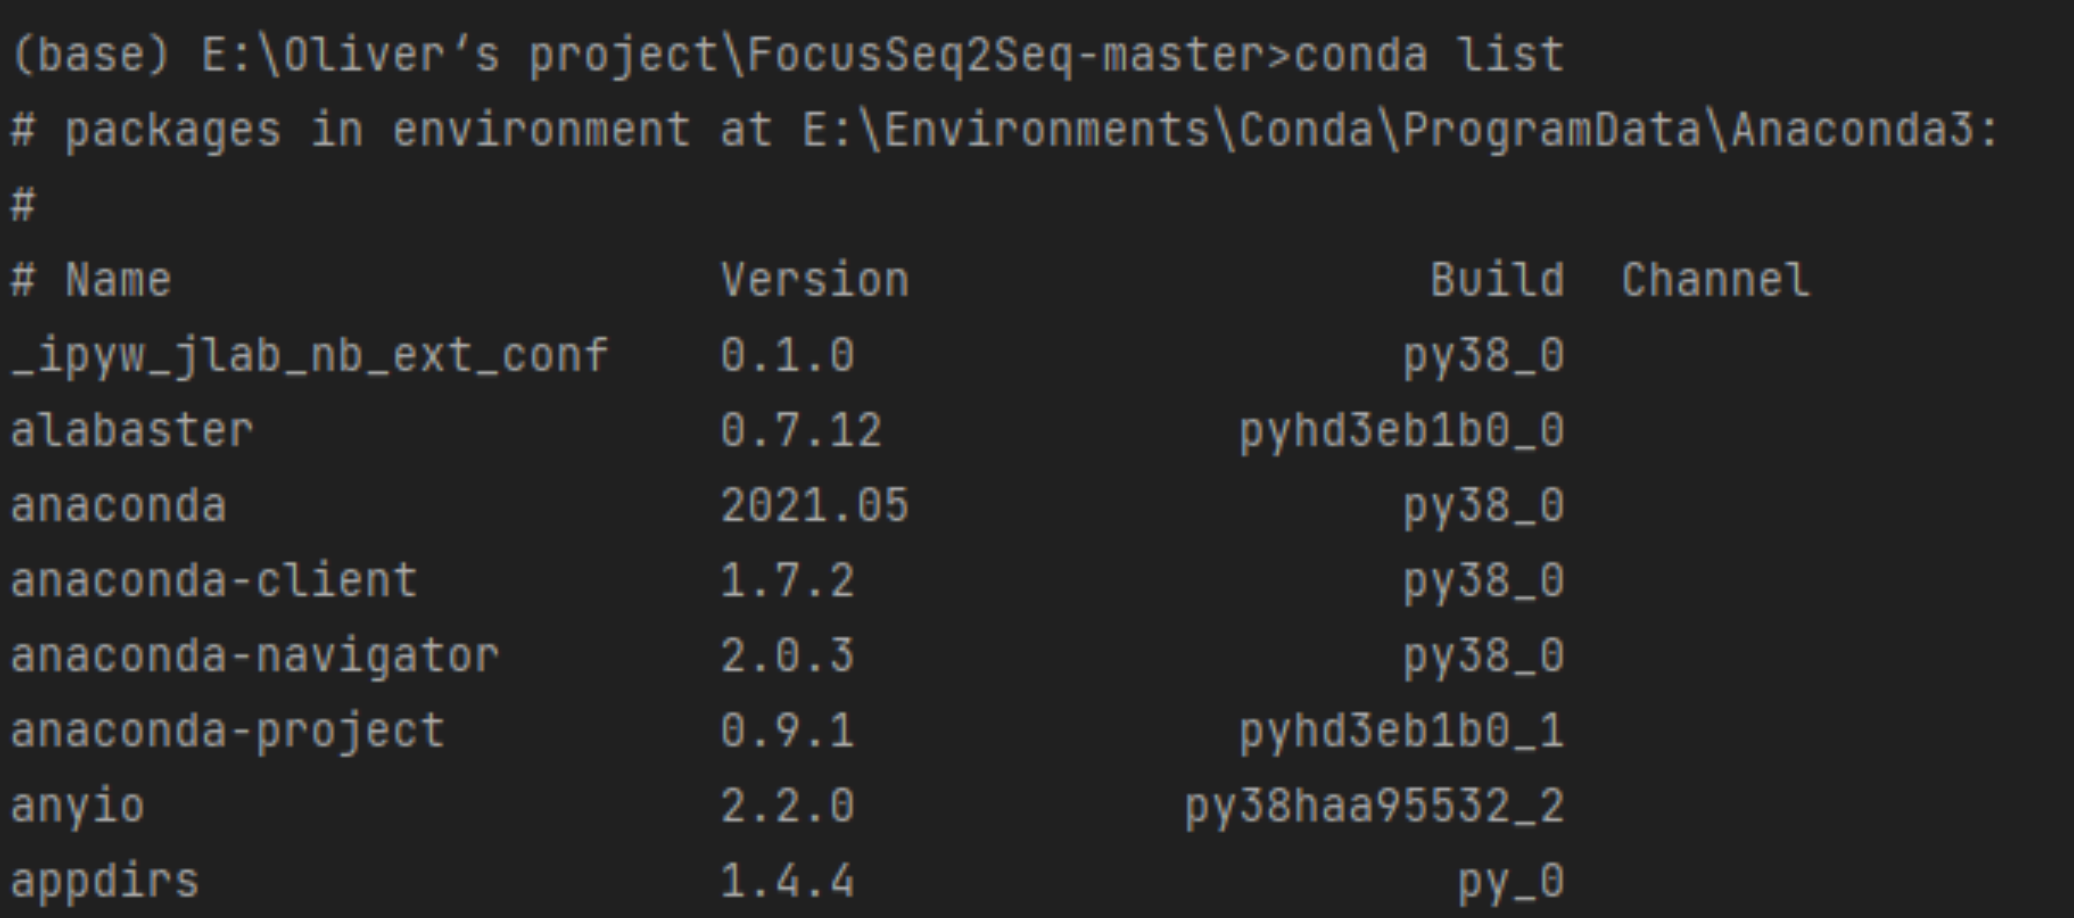 (base) E:\Oliver‘s project\FocusSeq2Seq-master>conda list
# packages in environment at E:\Environments\Conda\ProgramData\Anaconda3:
#
# Name                    Version                   Build  Channel
_ipyw_jlab_nb_ext_conf    0.1.0                    py38_0
alabaster                 0.7.12             pyhd3eb1b0_0
anaconda                  2021.05                  py38_0
anaconda-client           1.7.2                    py38_0
anaconda-navigator        2.0.3                    py38_0
anaconda-project          0.9.1              pyhd3eb1b0_1
anyio                     2.2.0            py38haa95532_2
appdirs                   1.4.4                      py_0